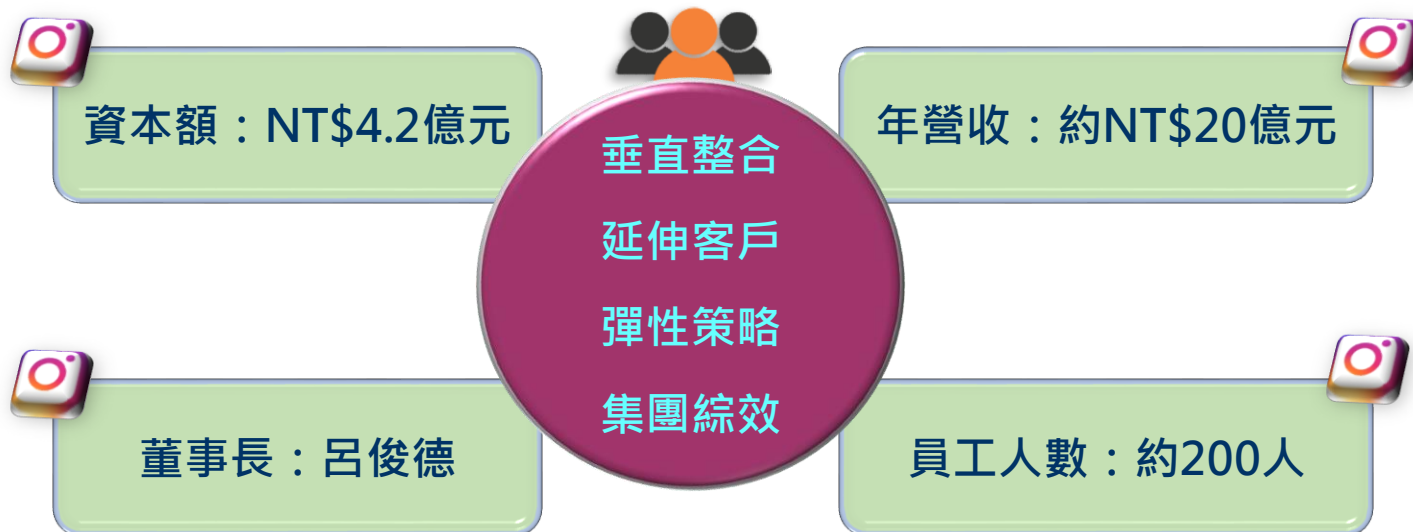 資本額：NT$4.2億元
年營收：約NT$20億元
垂直整合
延伸客戶
彈性策略
集團綜效
董事長：呂俊德
員工人數：約200人